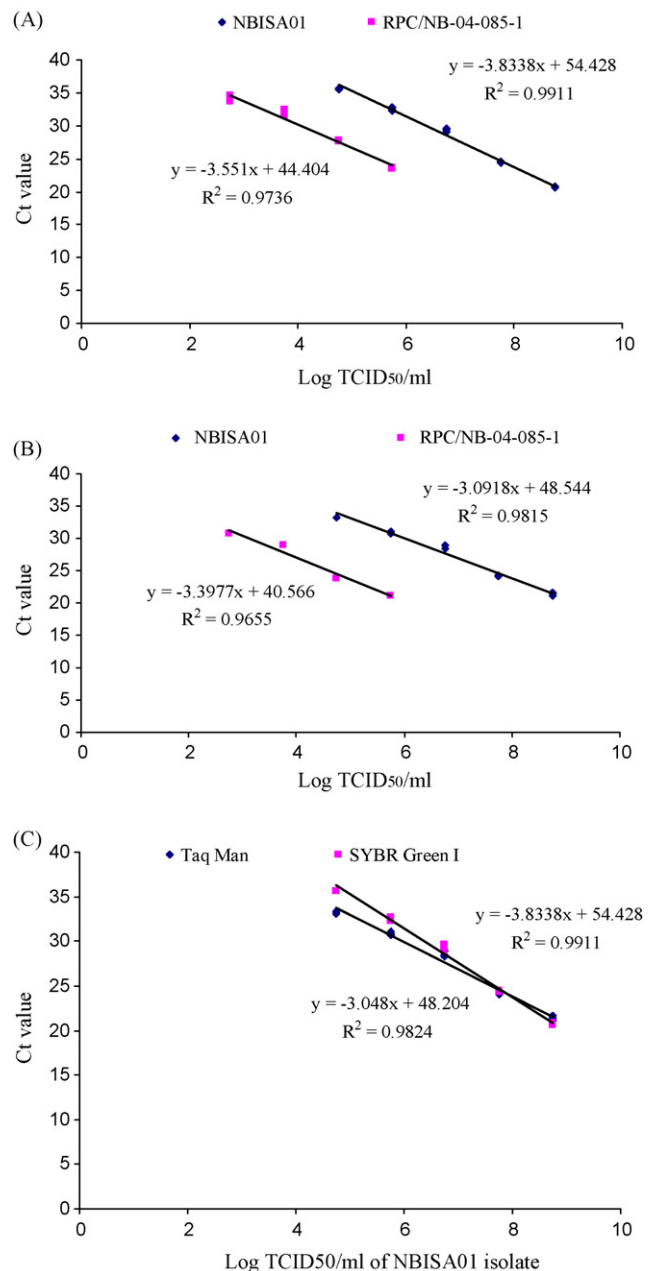 (A)
NBISA01 RPC/NB-04-085-1
40
35
30
25
20
15
10
5
0
Ct value
y = -3.8338x + 54.428
R² = 0.9911
y = -3.551x + 44.404
R² = 0.9736
0 2 4 6 8 10
Log TCID50/ml
(B)
NBISA01 RPC/NB-04-085-1
40
35
30
25
20
15
10
5
0
Ct value
y = -3.0918x + 48.544
R² = 0.9815
y = -3.3977x + 40.566
R² = 0.9655
0 2 4 6 8 10
Log TCID50/ml
(C)
Taq Man SYBR Green I
40
35
30
25
20
15
10
5
0
Ct value
y = -3.8338x + 54.428
R² = 0.9911
y = -3.048x + 48.204
R² = 0.9824
0 2 4 6 8 10
Log TCID50/ml of NBISA01 isolate